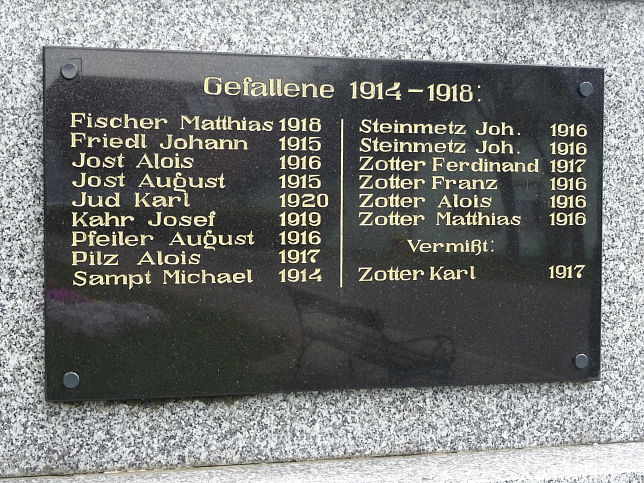 Gefallene 1914-1918:
Fischer Matthias 1918
Friedl Johann 1915
Jost Alois 1916
Jost August 1915
Jud Karl 1920
Kahr Josef 1919
Pfeiler August 1916
Pilz Alois 1917
Sampt Michael 1914
Steinmetz Joh. 1916
Steinmetz Joh. 1916
Zotter Ferdinand 1917
Zotter Franz 1916
Zotter Alois 1916
Zotter Matthias 1916
Vermißt:
Zotter Karl 1917